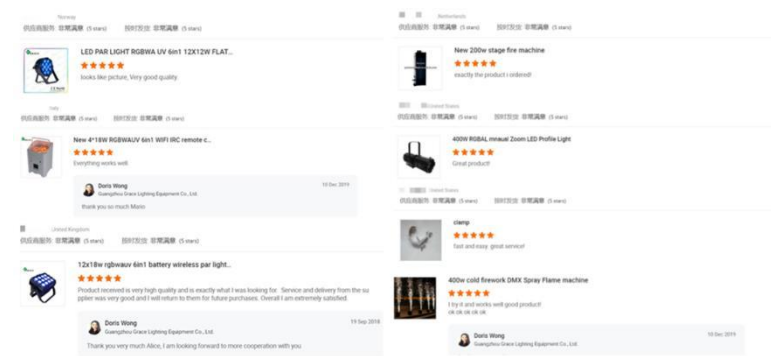 Norway
供应商服务 非常满意 (5 stars) 按时发货 非常满意 (5 stars)
LED PAR LIGHT RGBWA UV 6in1 12X12W FLAT...
looks like picture, Very good quality.
Italy
供应商服务 非常满意 (5 stars) 按时发货 非常满意 (5 stars)
New 4*18W RGBWAUV 6in1 WIFI IRC remote c...
Everything works well
Doris Wong
10 Dec 2019
Guangzhou Grace Lighting Equipment Co., Ltd.
thank you so much Mario
United Kingdom
供应商服务 非常满意 (5 stars) 按时发货 非常满意 (5 stars)
12x18w rgbwauv 6in1 battery wireless par light...
Product received is very high quality and is exactly what I was looking for. Service and delivery from the su
pplier was very good and I will return to them for future purchases. Overall I am extremely satisfied.
Doris Wong
19 Sep 2018
Guangzhou Grace Lighting Equipment Co., Ltd.
Thank you very much Alice, I am looking forward to more cooperation with you.
Netherlands
供应商服务 非常满意 (5 stars) 按时发货 非常满意 (5 stars)
New 200w stage fire machine
exactly the product i ordered!
United States
供应商服务 非常满意 (5 stars) 按时发货 非常满意 (5 stars)
400W RGBAL mnaual Zoom LED Profile Light
Great product!
United States
供应商服务 非常满意 (5 stars) 按时发货 非常满意 (5 stars)
clamp
fast and easy. great service!
400w cold firework DMX Spray Flame machine
I try it and works well good product!
ok ok ok ok ok
Doris Wong
10 Dec 2019
Guangzhou Grace Lighting Equipment Co., Ltd.